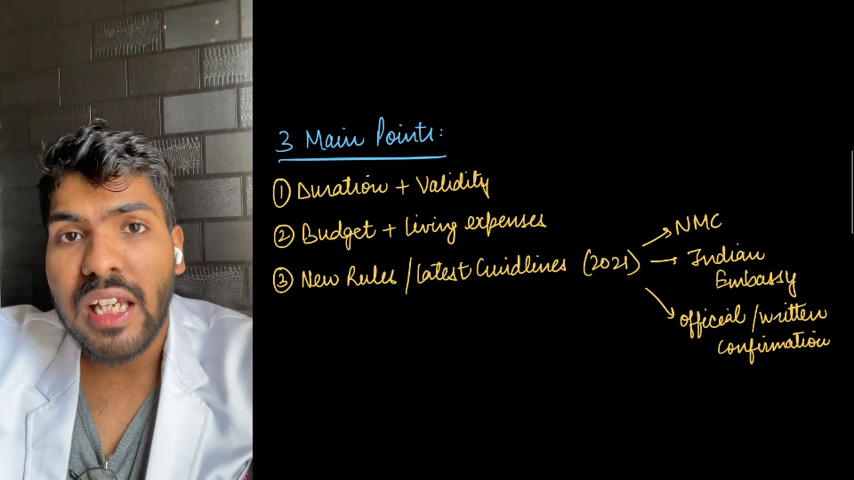 3 Main Points:
① Duration + Validity
② Budget + Living expenses
③ New Rules / Latest Guidlines (2021)
NMC
Indian
Embassy
official / written
confirmation